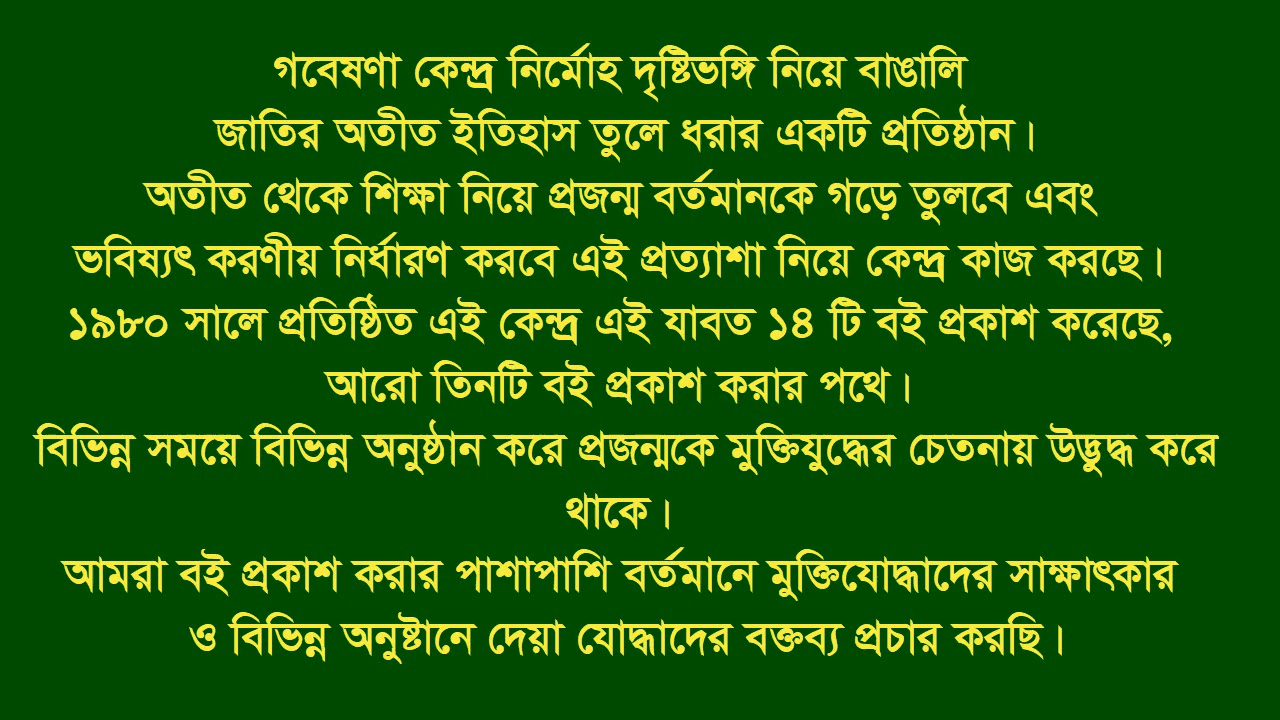 গবেষণা কেন্দ্র নির্মোহ দৃষ্টিভঙ্গি নিয়ে বাঙালি
জাতির অতীত ইতিহাস তুলে ধরার একটি প্রতিষ্ঠান।
অতীত থেকে শিক্ষা নিয়ে প্রজন্ম বর্তমানকে গড়ে তুলবে এবং
ভবিষ্যৎ করণীয় নির্ধারণ করবে এই প্রত্যাশা নিয়ে কেন্দ্র কাজ করছে।
১৯৮০ সালে প্রতিষ্ঠিত এই কেন্দ্র এই যাবত ১৪ টি বই প্রকাশ করেছে,
আরো তিনটি বই প্রকাশ করার পথে।
বিভিন্ন সময়ে বিভিন্ন অনুষ্ঠান করে প্রজন্মকে মুক্তিযুদ্ধের চেতনায় উদ্ভুদ্ধ করে
থাকে।
আমরা বই প্রকাশ করার পাশাপাশি বর্তমানে মুক্তিযোদ্ধাদের সাক্ষাৎকার
ও বিভিন্ন অনুষ্টানে দেয়া যোদ্ধাদের বক্তব্য প্রচার করছি।